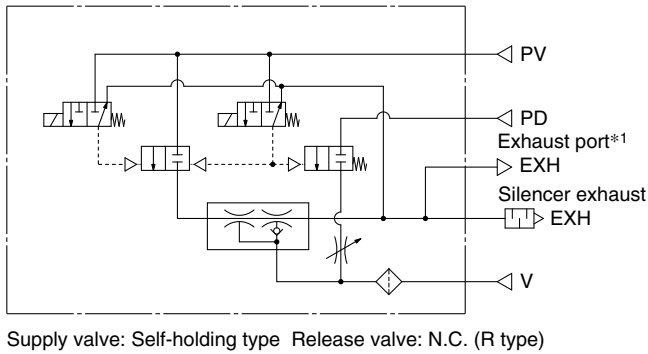 PV
PD
Exhaust port*1
EXH
Silencer exhaust
EXH
V
Supply valve: Self-holding type Release valve: N.C. (R type)